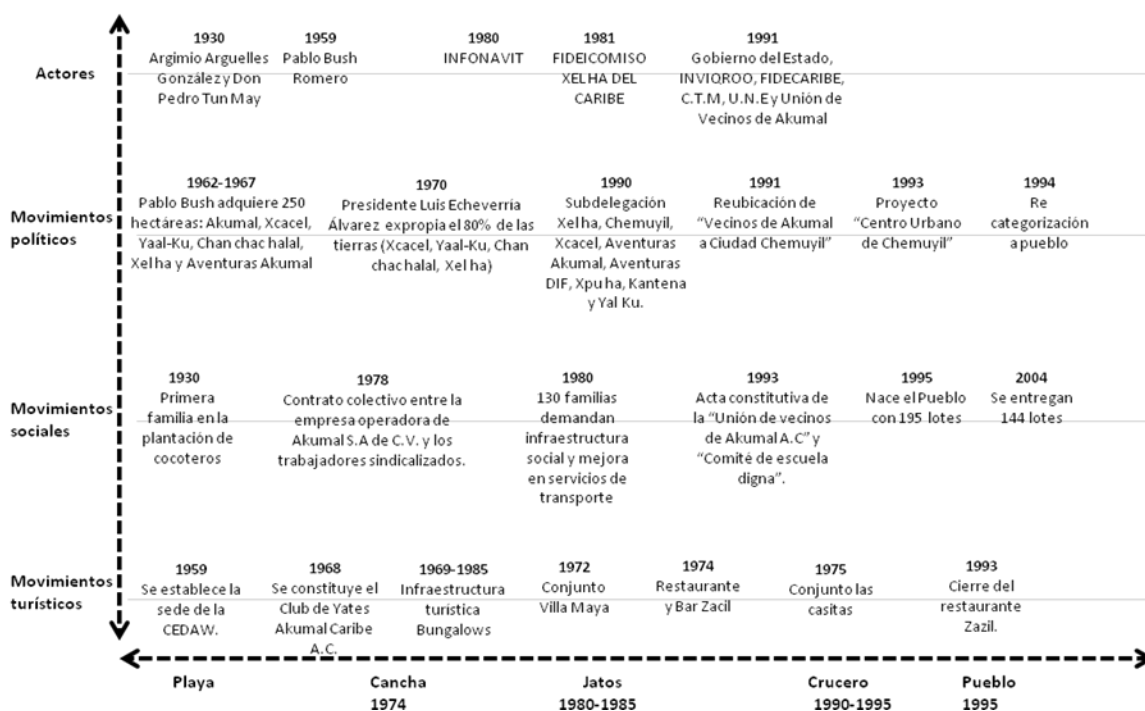 Actores
1930
Argimio Arguelles
González y Don
Pedro Tun May
1959
Pablo Bush
Romero
1980
INFONAVIT
1981
FIDEICOMISO
XELHA DEL
CARIBE
1991
Gobierno del Estado,
INVIQROO, FIDECARIBE,
C.T.M, U.N.E y Unión de
Vecinos de Akumal
Movimientos
políticos
1962-1967
Pablo Bush adquiere 250
hectáreas: Akumal, Xcacel,
Yaal-Ku, Chan chac halal,
Xelha y Aventuras Akumal
1970
Presidente Luis Echeverría
Álvarez expropia el 80% de las
tierras (Xcacel, Yaal-Ku, Chan
chac halal, Xel ha)
1990
Subdelegación
Xelha, Chemuyil,
Xcacel, Aventuras
Akumal, Aventuras
DIF, Xpu ha, Kantena
y Yal Ku.
1991
Reubicación de
“Vecinos de Akumal
a Ciudad Chemuyil”
1993
Proyecto
“Centro Urbano
de Chemuyil”
1994
Re
categorización
a pueblo
Movimientos
sociales
1930
Primera
familia en la
plantación de
cocoteros
1978
Contrato colectivo entre la
empresa operadora de
Akumal S.A de C.V. y los
trabajadores sindicalizados.
1980
130 familias
demandan
infraestructura
social y mejora
en servicios de
transporte
1993
Acta constitutiva de
la “Unión de vecinos
de Akumal A.C” y
“Comité de escuela
digna”.
1995
Nace el Pueblo
con 195 lotes
2004
Se entregan
144 lotes
Movimientos
turísticos
1959
Se establece la
sede de la
CEDAW.
1968
Se constituye el
Club de Yates
Akumal Caribe
A.C.
1969-1985
Infraestructura
turística
Bungalows
1972
Conjunto
Villa Maya
1974
Restaurante
y Bar Zacil
1975
Conjunto las
casitas
1993
Cierre del
restaurante
Zazil.
Playa
Cancha
1974
Jatos
1980-1985
Crucero
1990-1995
Pueblo
1995